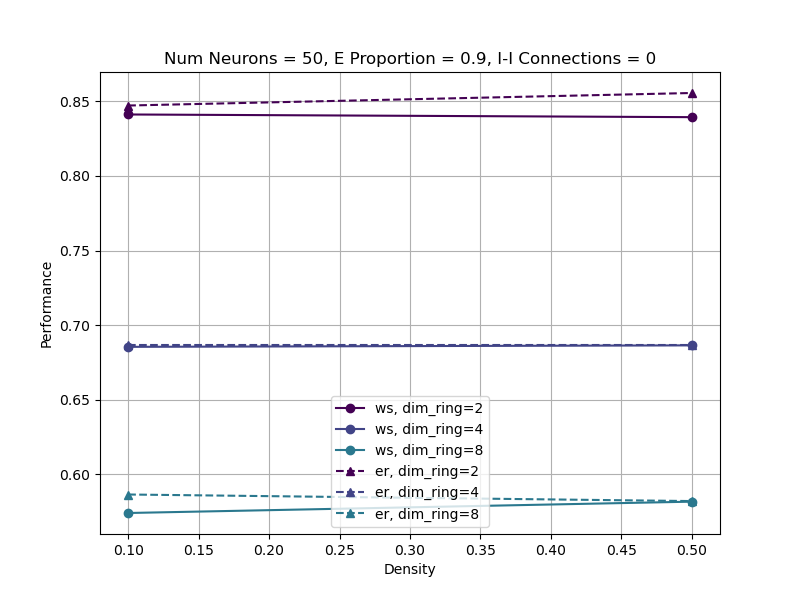 Num Neurons = 50, E Proportion = 0.9, I-I Connections = 0
0.85
0.80
0.75
0.70
0.65
0.60
Performance
ws, dim_ring=2
ws, dim_ring=4
ws, dim_ring=8
er, dim_ring=2
er, dim_ring=4
er, dim_ring=8
0.10 0.15 0.20 0.25 0.30 0.35 0.40 0.45 0.50
Density